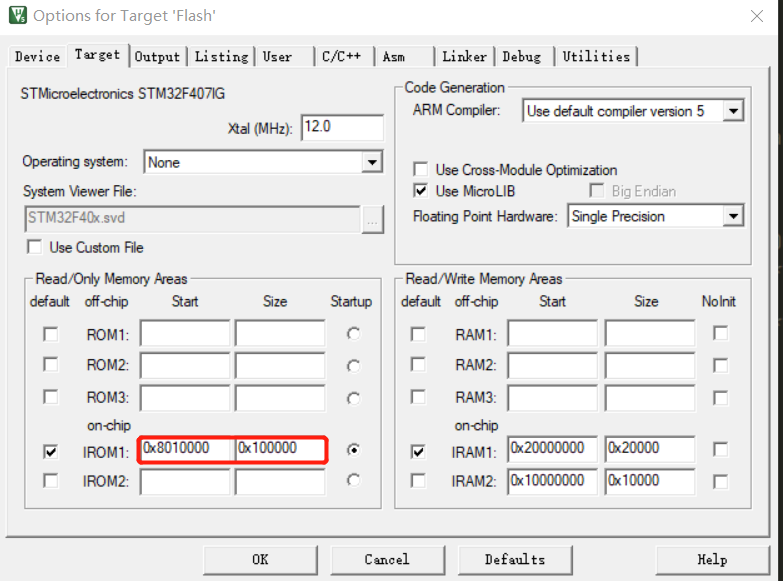 Options for Target 'Flash'
Device Target Output Listing User C/C++ Asm Linker Debug Utilities
STMicroelectronics STM32F407IG
Xtal (MHz): 12.0
Operating system: None
System Viewer File:
STM32F40x.svd ...
Use Custom File
Code Generation
ARM Compiler: Use default compiler version 5
Use Cross-Module Optimization
Use MicroLIB Big Endian
Floating Point Hardware: Single Precision
Read/Only Memory Areas
default off-chip Start Size Startup
ROM1:
ROM2:
ROM3:
on-chip
IROM1: 0x8010000 0x100000
IROM2:
Read/Write Memory Areas
default off-chip Start Size NoInit
RAM1:
RAM2:
RAM3:
on-chip
IRAM1: 0x20000000 0x20000
IRAM2: 0x10000000 0x10000
OK Cancel Defaults Help